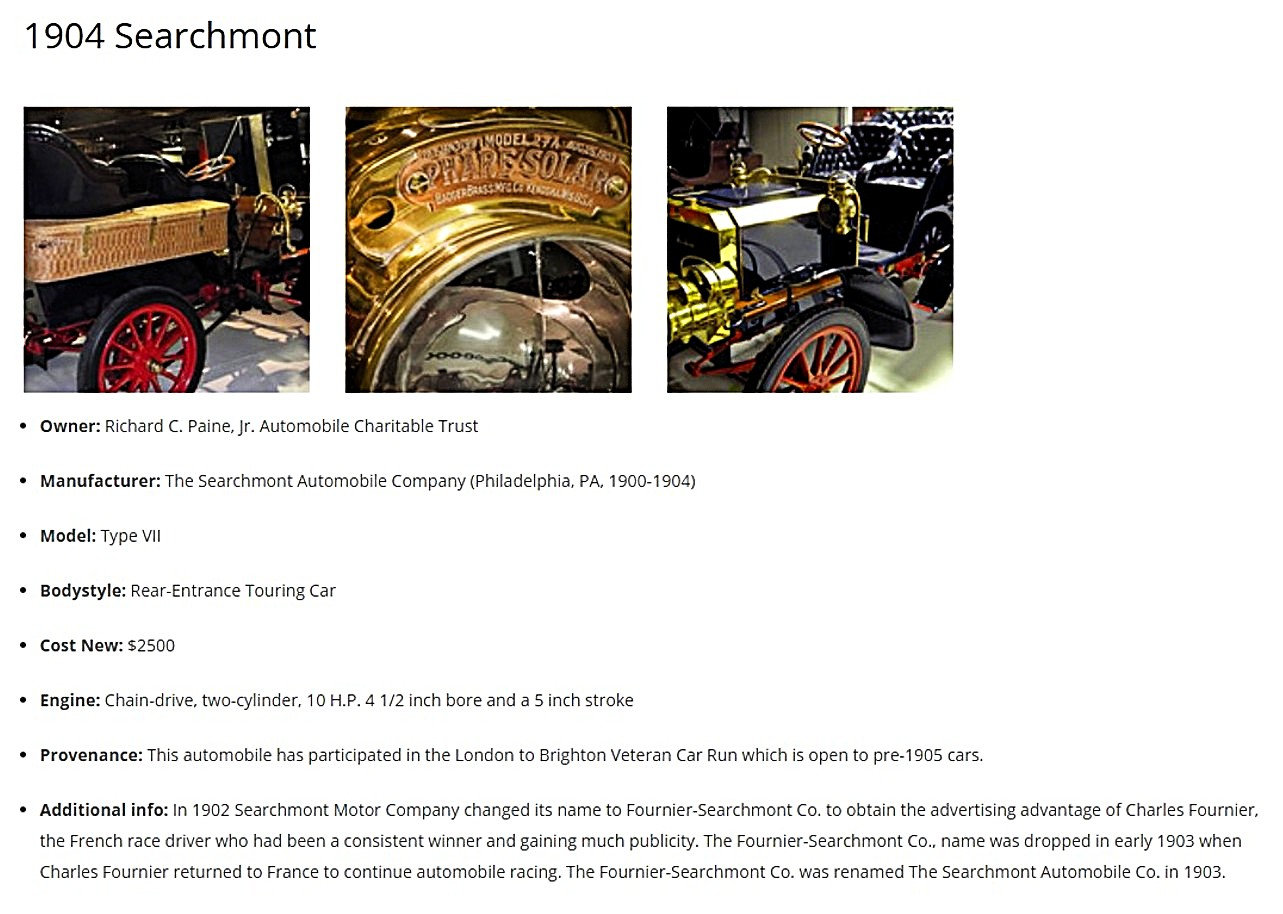 1904 Searchmont
MODEL 27A
PHARE SOLAR
BADGER BRASS MFG CO KENOSHA WIS U.S.A.
• Owner: Richard C. Paine, Jr. Automobile Charitable Trust
• Manufacturer: The Searchmont Automobile Company (Philadelphia, PA, 1900-1904)
• Model: Type VII
• Bodystyle: Rear-Entrance Touring Car
• Cost New: $2500
• Engine: Chain-drive, two-cylinder, 10 H.P. 4 1/2 inch bore and a 5 inch stroke
• Provenance: This automobile has participated in the London to Brighton Veteran Car Run which is open to pre-1905 cars.
• Additional info: In 1902 Searchmont Motor Company changed its name to Fournier-Searchmont Co. to obtain the advertising advantage of Charles Fournier,
the French race driver who had been a consistent winner and gaining much publicity. The Fournier-Searchmont Co., name was dropped in early 1903 when
Charles Fournier returned to France to continue automobile racing. The Fournier-Searchmont Co. was renamed The Searchmont Automobile Co. in 1903.